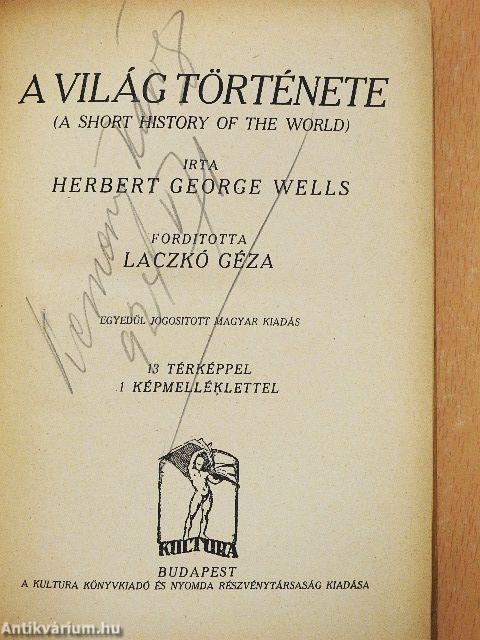 A VILÁG TÖRTÉNETE
(A SHORT HISTORY OF THE WORLD)
IRTA
HERBERT GEORGE WELLS
FORDITOTTA
LACZKÓ GÉZA
EGYEDÜL JOGOSITOTT MAGYAR KIADÁS
13 TÉRKÉPPEL
1 KÉPMELLÉKLETTEL
KULTURA
BUDAPEST
A KULTURA KÖNYVKIADÓ ÉS NYOMDA RÉSZVÉNYTÁRSASÁG KIADÁSA
Antikvárium.hu